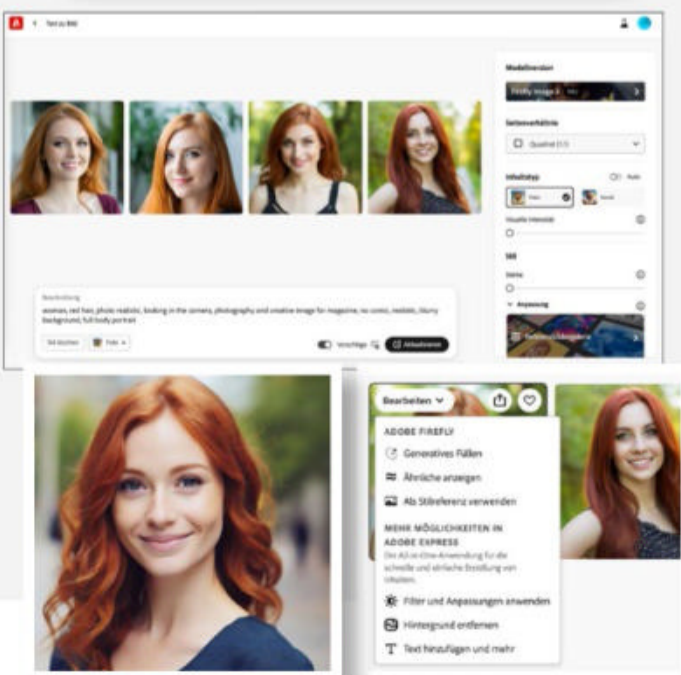 Text zu Bild
Modellversion
Firefly Image 3
Seitenverhältnis
Quadrat (1:1)
Inhaltstyp
Auto
Foto
Kunst
Visuelle Intensität
Stil
Stärke
Anpassung
Beschreibung
woman, red hair, photo realistic, looking in the camera, photography and creative image for magazine, no comic, realistic, blurry
background, full body portrait
Stil löschen
Foto
Vorschläge
Aktualisieren
Bearbeiten
ADOBE FIREFLY
Generatives Füllen
Ähnliche anzeigen
Als Stilreferenz verwenden
MEHR MÖGLICHKEITEN IN
ADOBE EXPRESS
Die All-in-One-Anwendung für die
schnelle und einfache Erstellung von
Inhalten.
Filter und Anpassungen anwenden
Hintergrund entfernen
Text hinzufügen und mehr